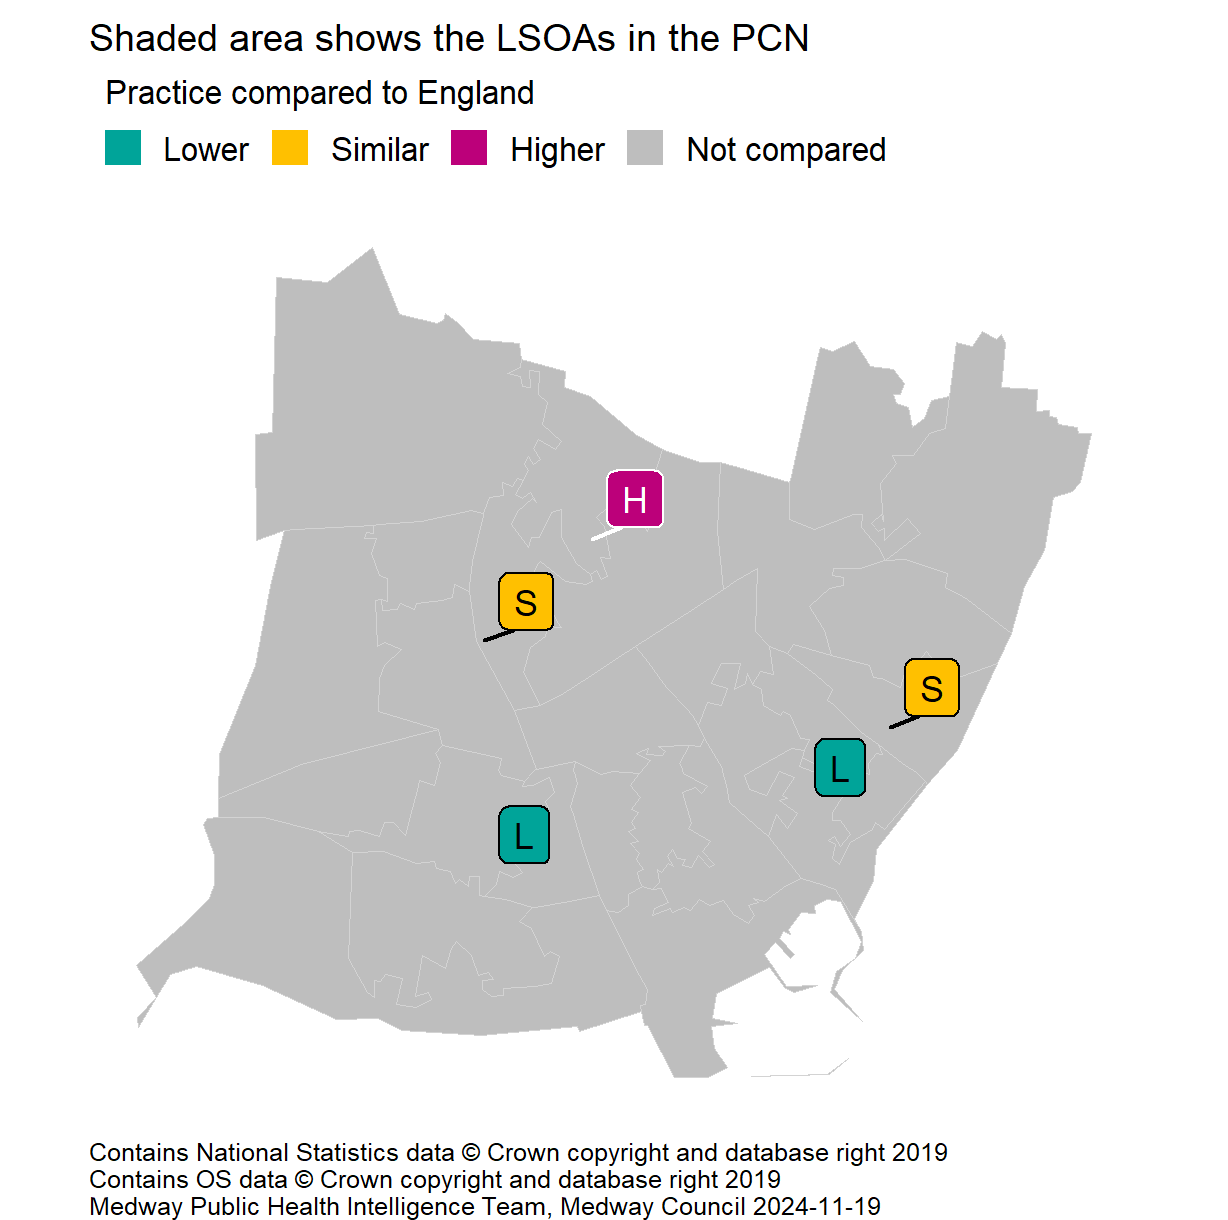 Shaded area shows the LSOAs in the PCN
Practice compared to England
Lower Similar Higher Not compared
H
S
S
L
L
Contains National Statistics data © Crown copyright and database right 2019
Contains OS data © Crown copyright and database right 2019
Medway Public Health Intelligence Team, Medway Council 2024-11-19